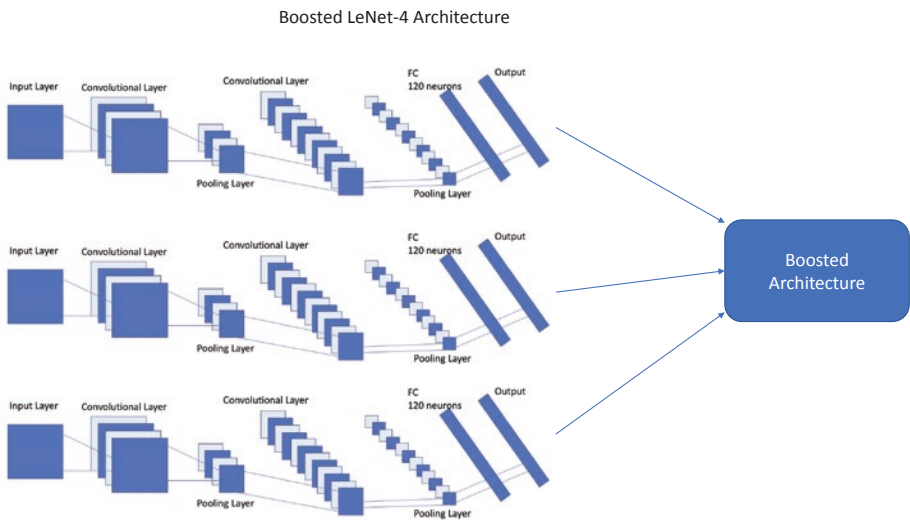 Boosted LeNet-4 Architecture
Input Layer
Convolutional Layer
Pooling Layer
Convolutional Layer
Pooling Layer
FC
120 neurons
Output
Input Layer
Convolutional Layer
Pooling Layer
Convolutional Layer
Pooling Layer
FC
120 neurons
Output
Input Layer
Convolutional Layer
Pooling Layer
Convolutional Layer
Pooling Layer
FC
120 neurons
Output
Boosted
Architecture